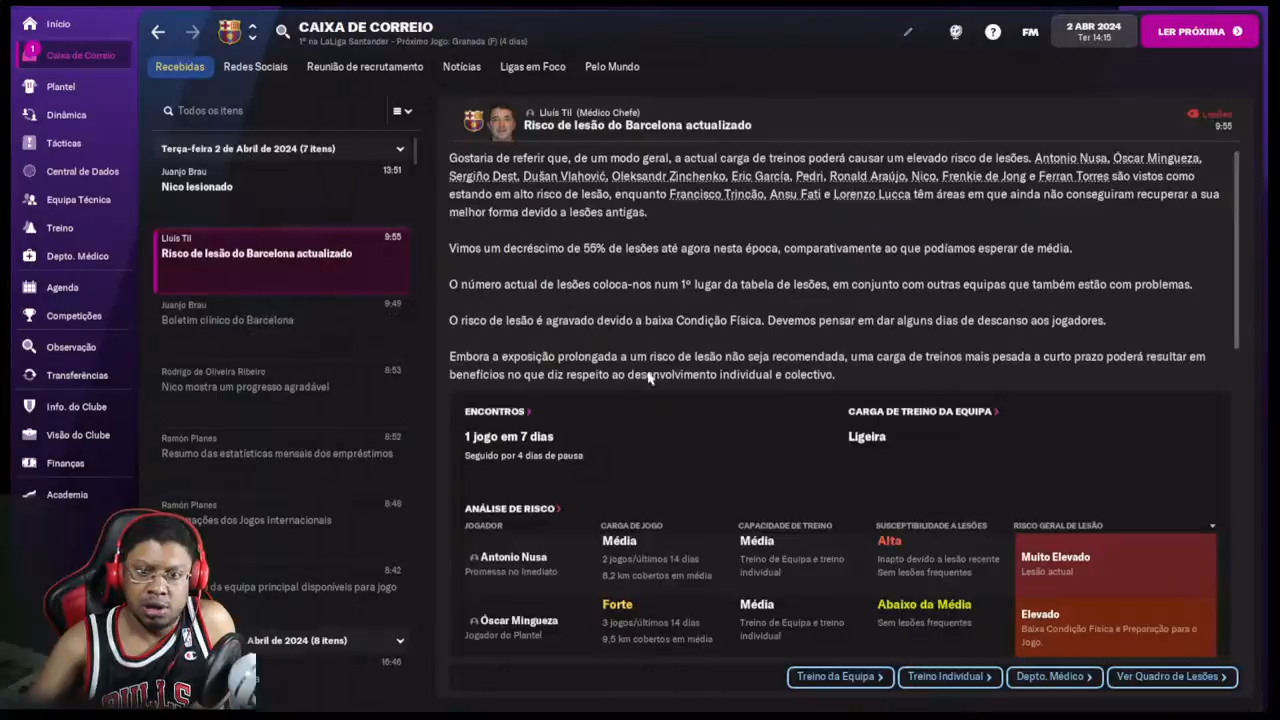 Início
1
Caixa de Correio
Plantel
Dinâmica
Tácticas
Central de Dados
Equipa Técnica
Treino
Depto. Médico
Agenda
Competições
Observação
Transferências
Info. do Clube
Visão do Clube
Finanças
Academia
CAIXA DE CORREIO
1º na LaLiga Santander - Próximo Jogo: Granada (F) (4 dias)
FM
2 ABR 2024
Ter 14:15
LER PRÓXIMA
Recebidas Redes Sociais Reunião de recrutamento Notícias Ligas em Foco Pelo Mundo
Todos os itens
Terça-feira 2 de Abril de 2024 (7 itens)
Juanjo Brau 13:51
Nico lesionado
Lluís Til 9:55
Risco de lesão do Barcelona actualizado
Juanjo Brau 9:49
Boletim clínico do Barcelona
Rodrigo de Oliveira Ribeiro 8:53
Nico mostra um progresso agradável
Ramón Planes 8:52
Resumo das estatísticas mensais dos empréstimos
Ramón Planes 8:48
mações dos Jogos Internacionais
8:42
da equipa principal disponíveis para jogo
Abril de 2024 (6 itens)
16:46
Lluís Til (Médico Chefe)
Risco de lesão do Barcelona actualizado
Lesões
9:55
Gostaria de referir que, de um modo geral, a actual carga de treinos poderá causar um elevado risco de lesões. Antonio Nusa, Óscar Mingueza,
Sergiño Dest, Dušan Vlahović, Oleksandr Zinchenko, Eric García, Pedri, Ronald Araújo, Nico, Frenkie de Jong e Ferran Torres são vistos como
estando em alto risco de lesão, enquanto Francisco Trincão, Ansu Fati e Lorenzo Lucca têm áreas em que ainda não conseguiram recuperar a sua
melhor forma devido a lesões antigas.
Vimos um decréscimo de 55% de lesões até agora nesta época, comparativamente ao que podíamos esperar de média.
O número actual de lesões coloca-nos num 1º lugar da tabela de lesões, em conjunto com outras equipas que também estão com problemas.
O risco de lesão é agravado devido a baixa Condição Física. Devemos pensar em dar alguns dias de descanso aos jogadores.
Embora a exposição prolongada a um risco de lesão não seja recomendada, uma carga de treinos mais pesada a curto prazo poderá resultar em
benefícios no que diz respeito ao desenvolvimento individual e colectivo.
ENCONTROS
1 jogo em 7 dias
Seguido por 4 dias de pausa
CARGA DE TREINO DA EQUIPA
Ligeira
ANÁLISE DE RISCO
JOGADOR CARGA DE JOGO CAPACIDADE DE TREINO SUSCEPTIBILIDADE A LESÕES RISCO GERAL DE LESÃO
Antonio Nusa
Promessa no Imediato
Média
2 jogos/últimos 14 dias
8,2 km cobertos em média
Média
Treino de Equipa e treino
individual
Alta
Inapto devido a lesão recente
Sem lesões frequentes
Muito Elevado
Lesão actual
Óscar Mingueza
Jogador do Plantel
Forte
3 jogos/últimos 14 dias
9,5 km cobertos em média
Média
Treino de Equipa e treino
individual
Abaixo da Média
Sem lesões frequentes
Elevado
Baixa Condição Física e Preparação para o
Jogo.
Treino da Equipa Treino Individual Depto. Médico Ver Quadro de Lesões
BULLS